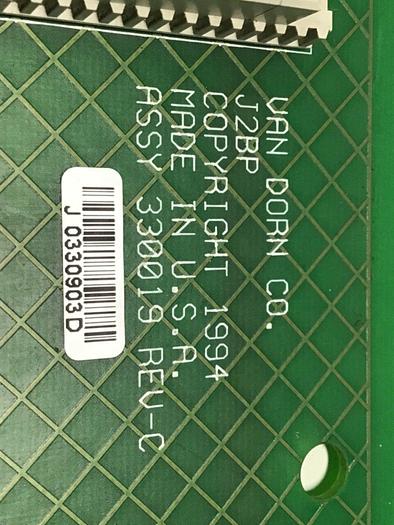 VAN DORN CO.
J2BP
COPYRIGHT 1994
MADE IN U.S.A.
ASSY 330019 REV-C
J 0330903D